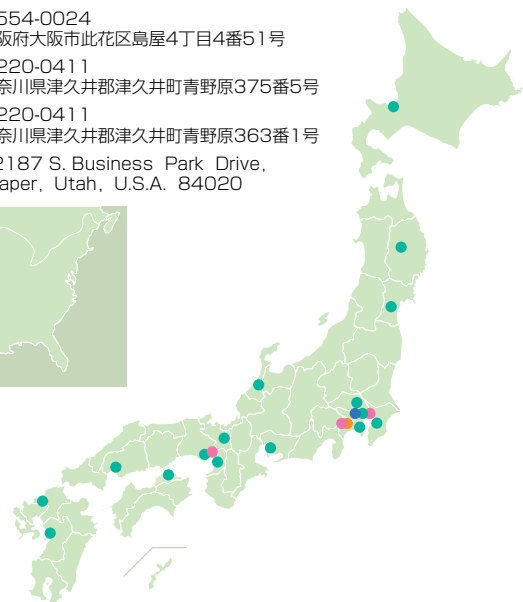 554-0024
阪府大阪市此花区島屋4丁目4番51号
220-0411
奈川県津久井郡津久井町青野原375番5号
220-0411
奈川県津久井郡津久井町青野原363番1号
2187 S. Business Park Drive,
aper, Utah, U.S.A. 84020